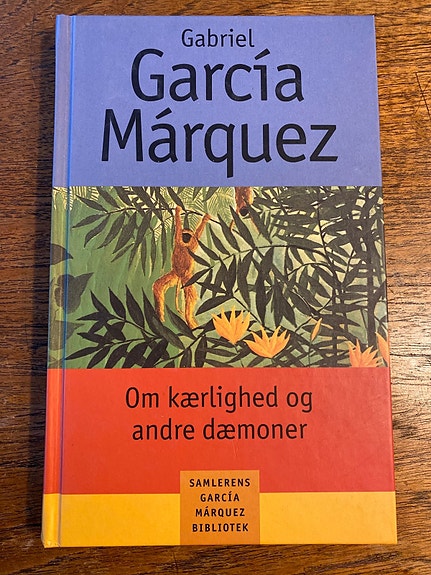 Gabriel
García
Márquez
Om kærlighed og
andre dæmoner
SAMLERENS
GARCÍA
MÁRQUEZ
BIBLIOTEK